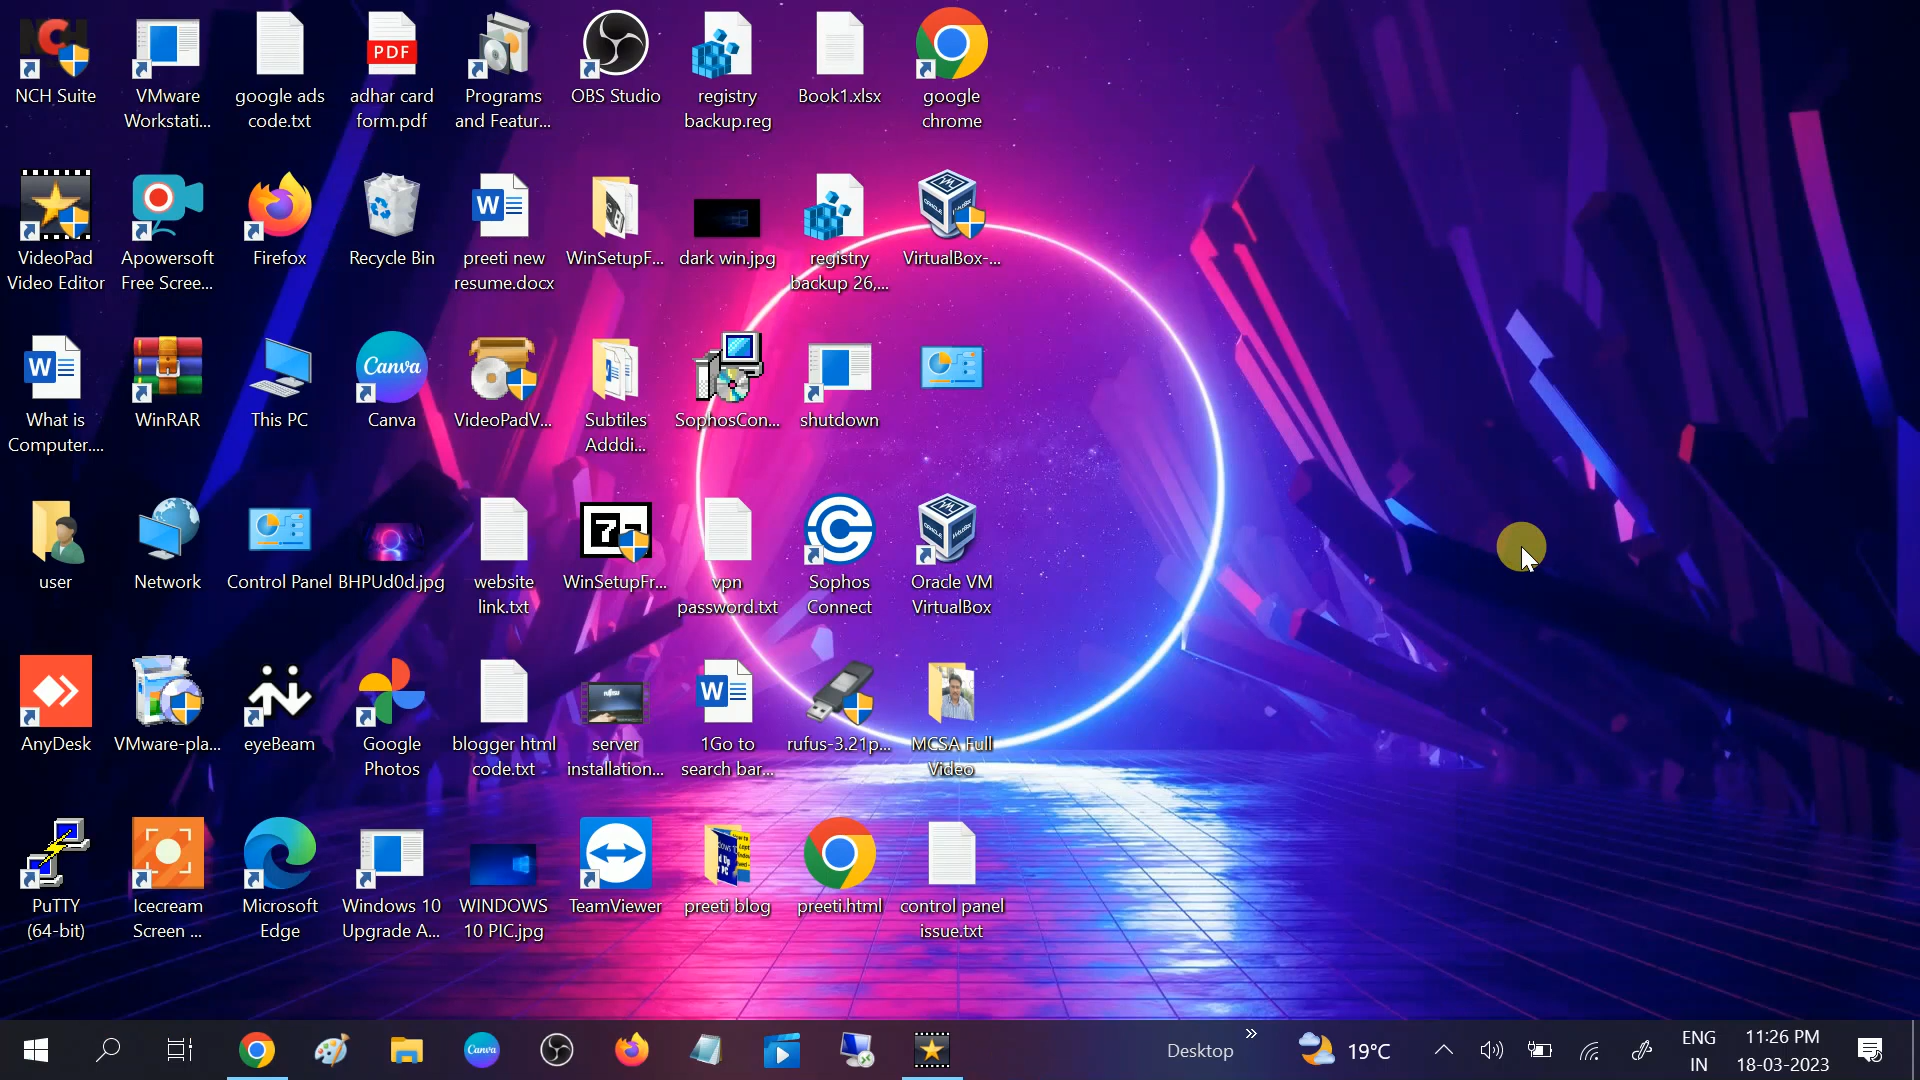 NCH Suite
VMware
Workstati...
google ads
code.txt
PDF
adhar card
form.pdf
Programs
and Featur...
OBS Studio
registry
backup.reg
Book1.xlsx
google
chrome
VideoPad
Video Editor
Apowersoft
Free Scree...
Firefox
Recycle Bin
W
preeti new
resume.docx
WinSetupF...
dark win.jpg
registry
backup 26,...
VirtualBox-...
W
What is
Computer....
WinRAR
This PC
Canva
Canva
VideoPadV...
Subtiles
Adddi...
SophosCon...
shutdown
user
Network
Control Panel
BHPUd0d.jpg
website
link.txt
WinSetupFr...
vpn
password.txt
Sophos
Connect
Oracle VM
VirtualBox
AnyDesk
VMware-pla...
eyeBeam
Google
Photos
blogger html
code.txt
server
installation...
W
1Go to
search bar...
rufus-3.21p...
MCSA Full
Video
PuTTY
(64-bit)
Icecream
Screen ...
Microsoft
Edge
Windows 10
Upgrade A...
WINDOWS
10 PIC.jpg
TeamViewer
preeti blog
preeti.html
control panel
issue.txt
Canva
Desktop
19°C
ENG
IN
11:26 PM
18-03-2023